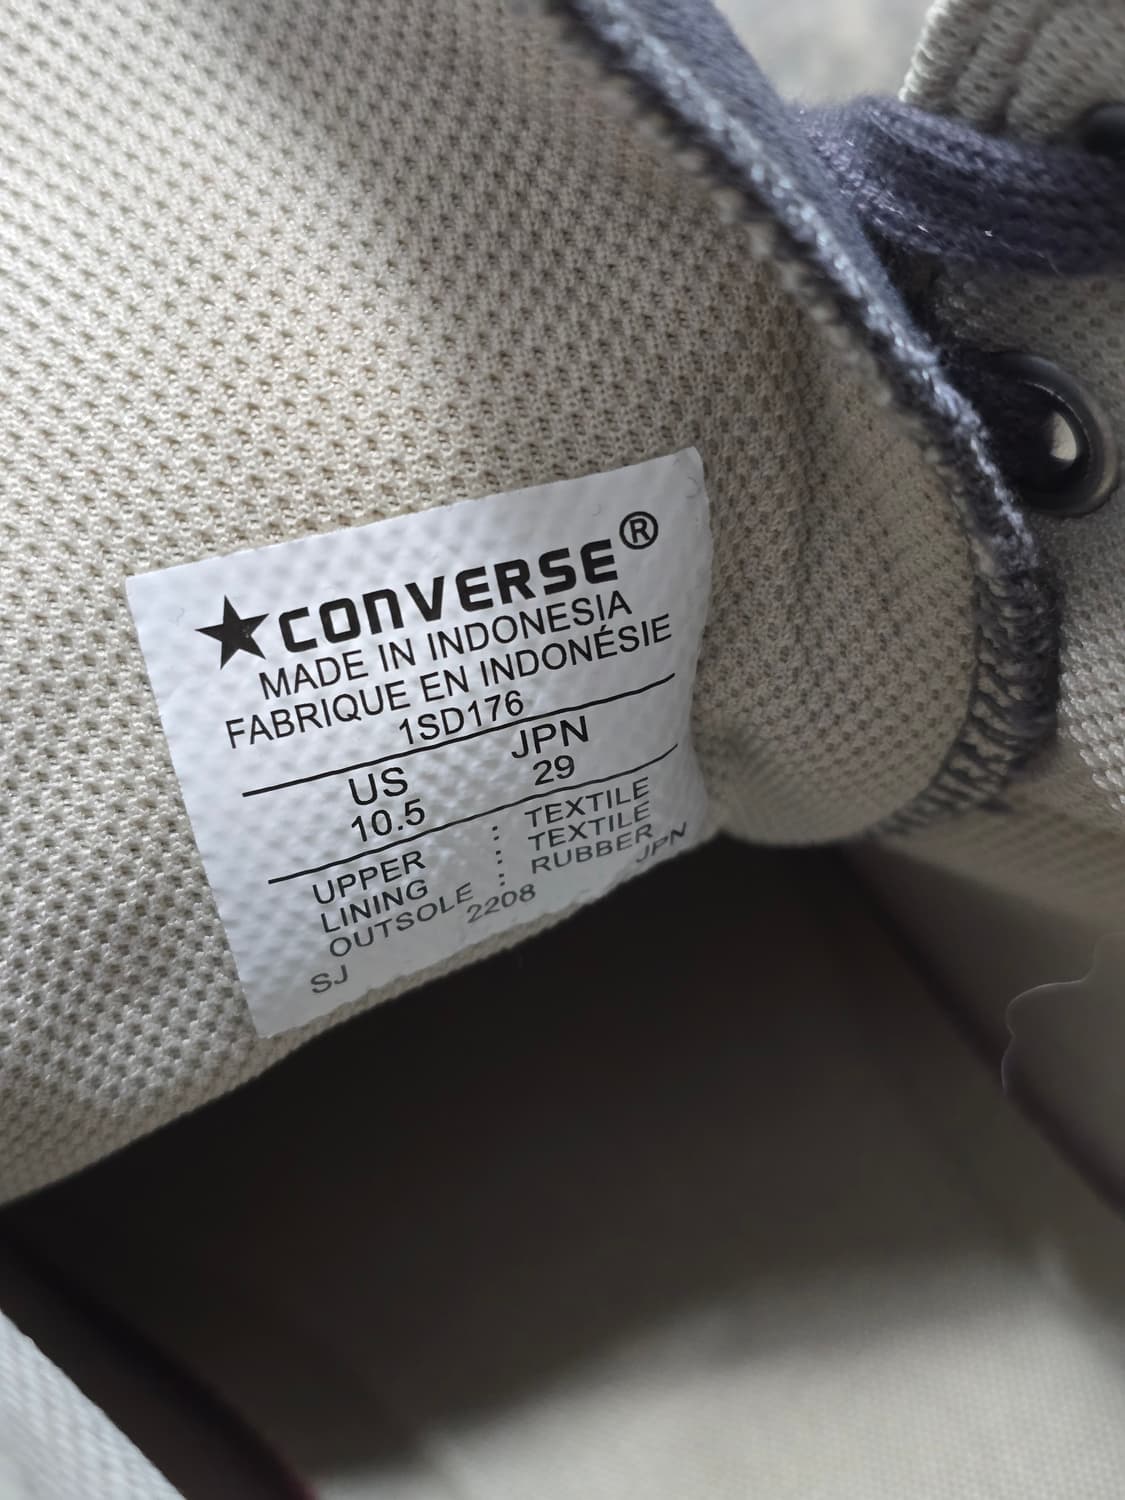 ★CONVERSE®
MADE IN INDONESIA
FABRIQUE EN INDONÉSIE
1SD176
US JPN
10.5 29
UPPER : TEXTILE
LINING : TEXTILE
OUTSOLE : RUBBER
SJ 2208 JPN